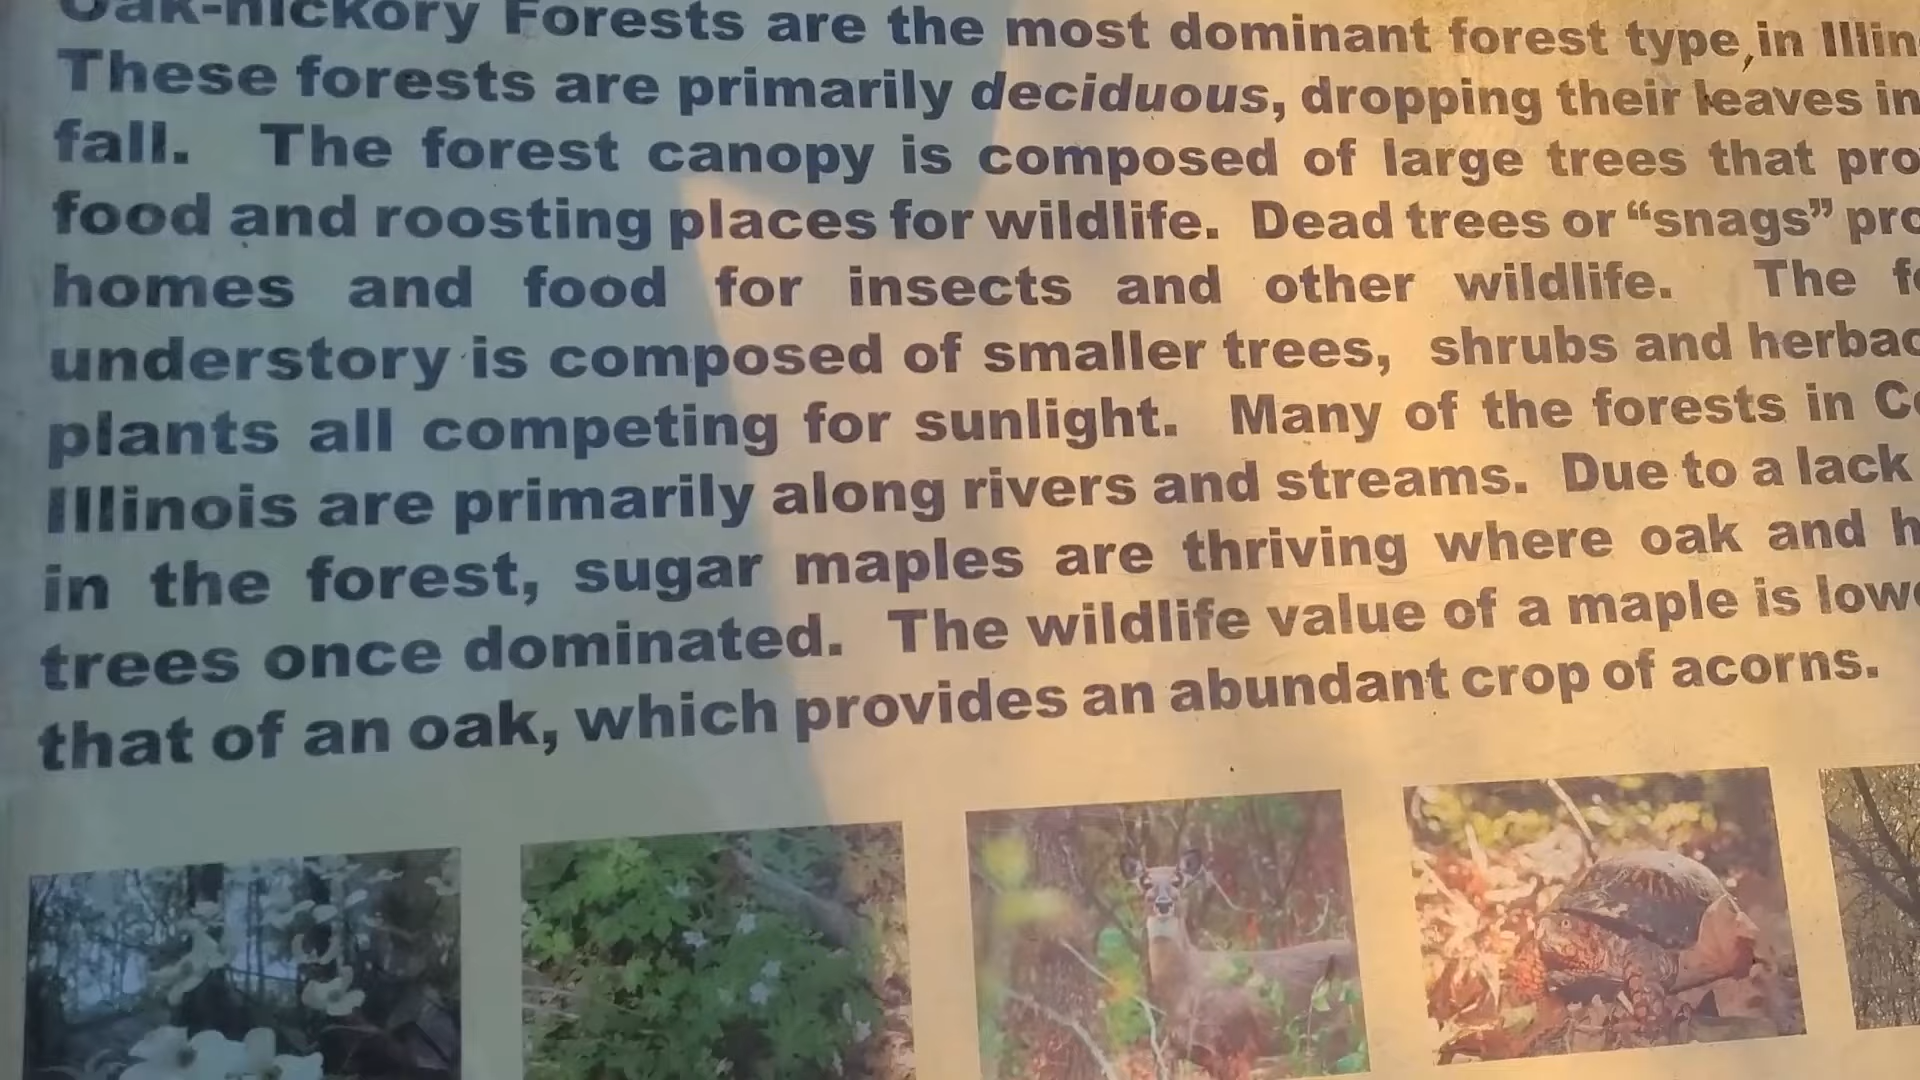 Oak-hickory Forests are the most dominant forest type, in
These forests are primarily deciduous, dropping their leaves in
fall. The forest canopy is composed of large trees that
food and roosting places for wildlife. Dead trees or “snags”
homes and food for insects and other wildlife. The
understory is composed of smaller trees, shrubs and
plants all competing for sunlight. Many of the forests in
Illinois are primarily along rivers and streams. Due to a lack
in the forest, sugar maples are thriving where oak and
trees once dominated. The wildlife value of a maple is
that of an oak, which provides an abundant crop of acorns.